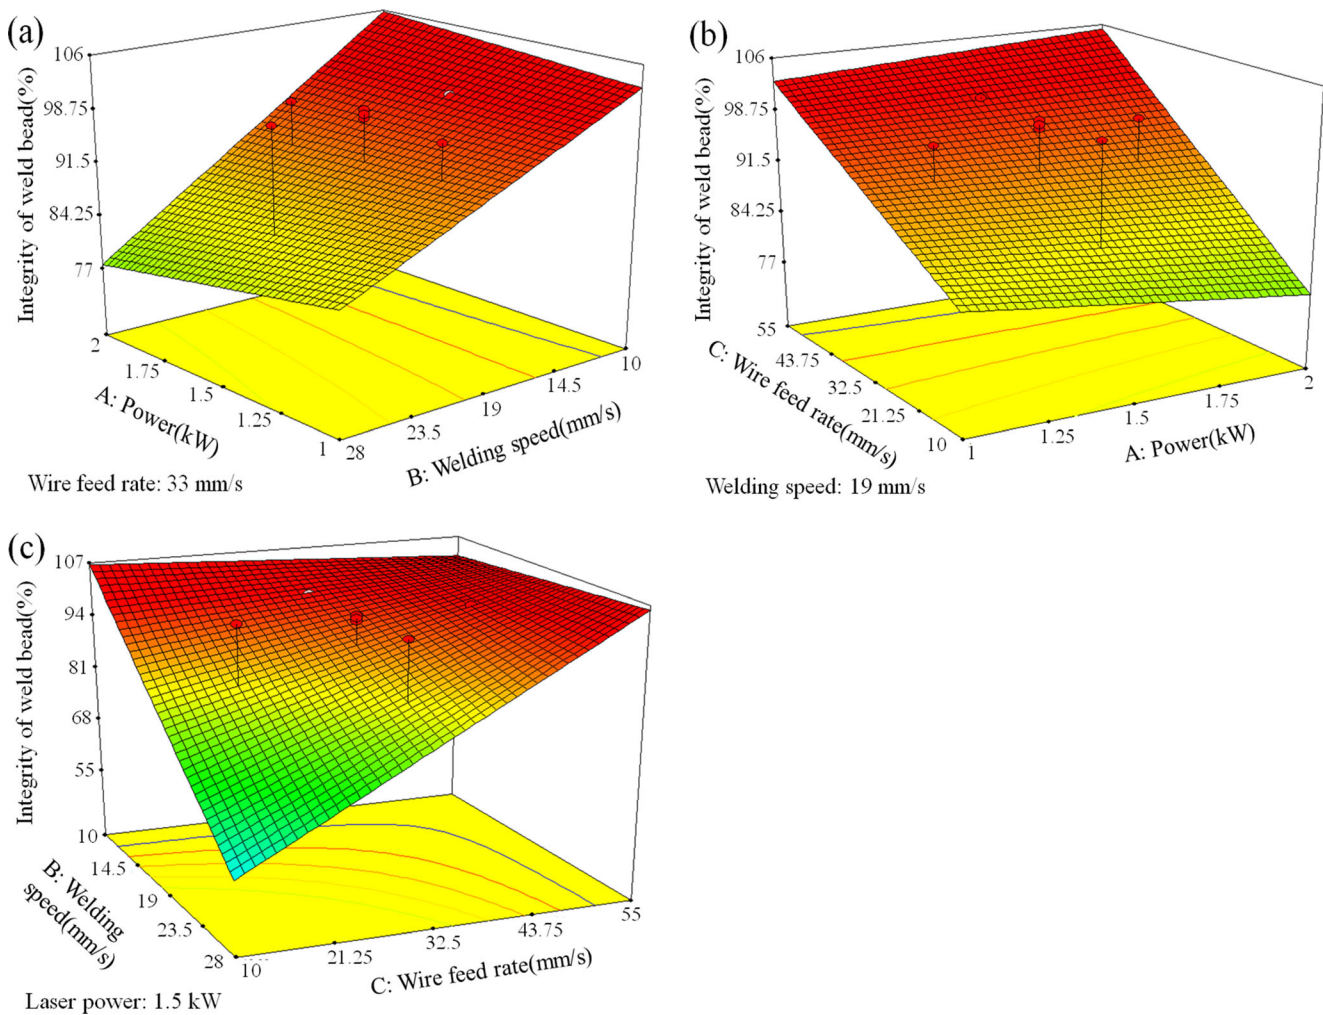 (a)
106
98.75
91.5
84.25
77
Integrity of weld bead(%)
2
1.75
1.5
1.25
1
A: Power(kW)
28
23.5
19
14.5
10
B: Welding speed(mm/s)
Wire feed rate: 33 mm/s
(b)
106
98.75
91.5
84.25
77
Integrity of weld bead(%)
55
43.75
32.5
21.25
10
C: Wire feed rate(mm/s)
1
1.25
1.5
1.75
2
A: Power(kW)
Welding speed: 19 mm/s
(c)
107
94
81
68
55
Integrity of weld bead(%)
10
14.5
19
23.5
28
B: Welding
speed(mm/s)
10
21.25
32.5
43.75
55
C: Wire feed rate(mm/s)
Laser power: 1.5 kW